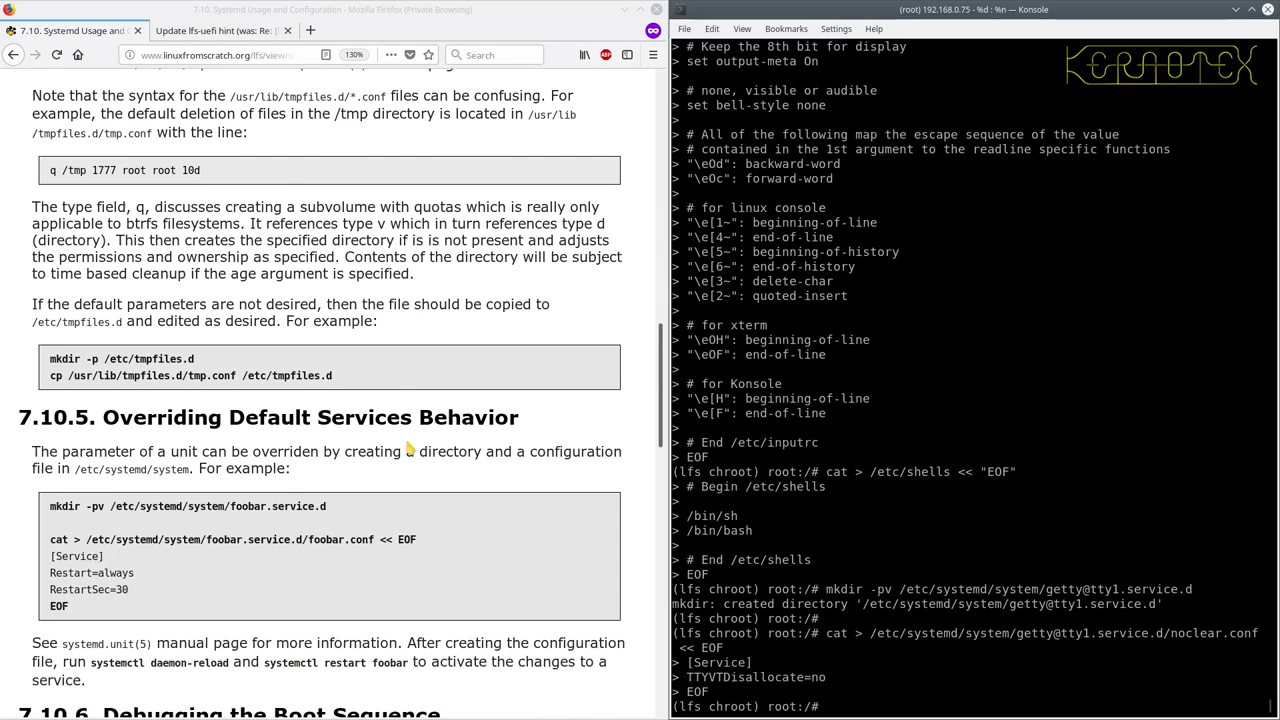 7.10. Systemd Usage and Configuration - Mozilla Firefox (Private Browsing)
7.10. Systemd Usage and
Update lfs-uefi hint (was: Re: [
https://www.linuxfromscratch.org/lfs/view/s
130%
Search
Note that the syntax for the /usr/lib/tmpfiles.d/*.conf files can be confusing. For
example, the default deletion of files in the /tmp directory is located in /usr/lib
/tmpfiles.d/tmp.conf with the line:
q /tmp 1777 root root 10d
The type field, q, discusses creating a subvolume with quotas which is really only
applicable to btrfs filesystems. It references type v which in turn references type d
(directory). This then creates the specified directory if is is not present and adjusts
the permissions and ownership as specified. Contents of the directory will be subject
to time based cleanup if the age argument is specified.
If the default parameters are not desired, then the file should be copied to
/etc/tmpfiles.d and edited as desired. For example:
mkdir -p /etc/tmpfiles.d
cp /usr/lib/tmpfiles.d/tmp.conf /etc/tmpfiles.d
7.10.5. Overriding Default Services Behavior
The parameter of a unit can be overriden by creating a directory and a configuration
file in /etc/systemd/system. For example:
mkdir -pv /etc/systemd/system/foobar.service.d
cat > /etc/systemd/system/foobar.service.d/foobar.conf << EOF
[Service]
Restart=always
RestartSec=30
EOF
See systemd.unit(5) manual page for more information. After creating the configuration
file, run systemctl daemon-reload and systemctl restart foobar to activate the changes to a
service.
7.10.6. Debugging the Boot Sequence
(root) 192.168.0.75 - %d : %n — Konsole
File Edit View Bookmarks Settings Help
KERNOTEX
> # Keep the 8th bit for display
> set output-meta On
>
> # none, visible or audible
> set bell-style none
>
> # All of the following map the escape sequence of the value
> # contained in the 1st argument to the readline specific functions
> "\eOd": backward-word
> "\eOc": forward-word
>
> # for linux console
> "\e[1~": beginning-of-line
> "\e[4~": end-of-line
> "\e[5~": beginning-of-history
> "\e[6~": end-of-history
> "\e[3~": delete-char
> "\e[2~": quoted-insert
>
> # for xterm
> "\eOH": beginning-of-line
> "\eOF": end-of-line
>
> # for Konsole
> "\e[H": beginning-of-line
> "\e[F": end-of-line
>
> # End /etc/inputrc
> EOF
(lfs chroot) root:/# cat > /etc/shells << "EOF"
> # Begin /etc/shells
>
> /bin/sh
> /bin/bash
>
> # End /etc/shells
> EOF
(lfs chroot) root:/# mkdir -pv /etc/systemd/system/getty@tty1.service.d
mkdir: created directory '/etc/systemd/system/getty@tty1.service.d'
(lfs chroot) root:/#
(lfs chroot) root:/# cat > /etc/systemd/system/getty@tty1.service.d/noclear.conf
<< EOF
> [Service]
> TTYVTDisallocate=no
> EOF
(lfs chroot) root:/#